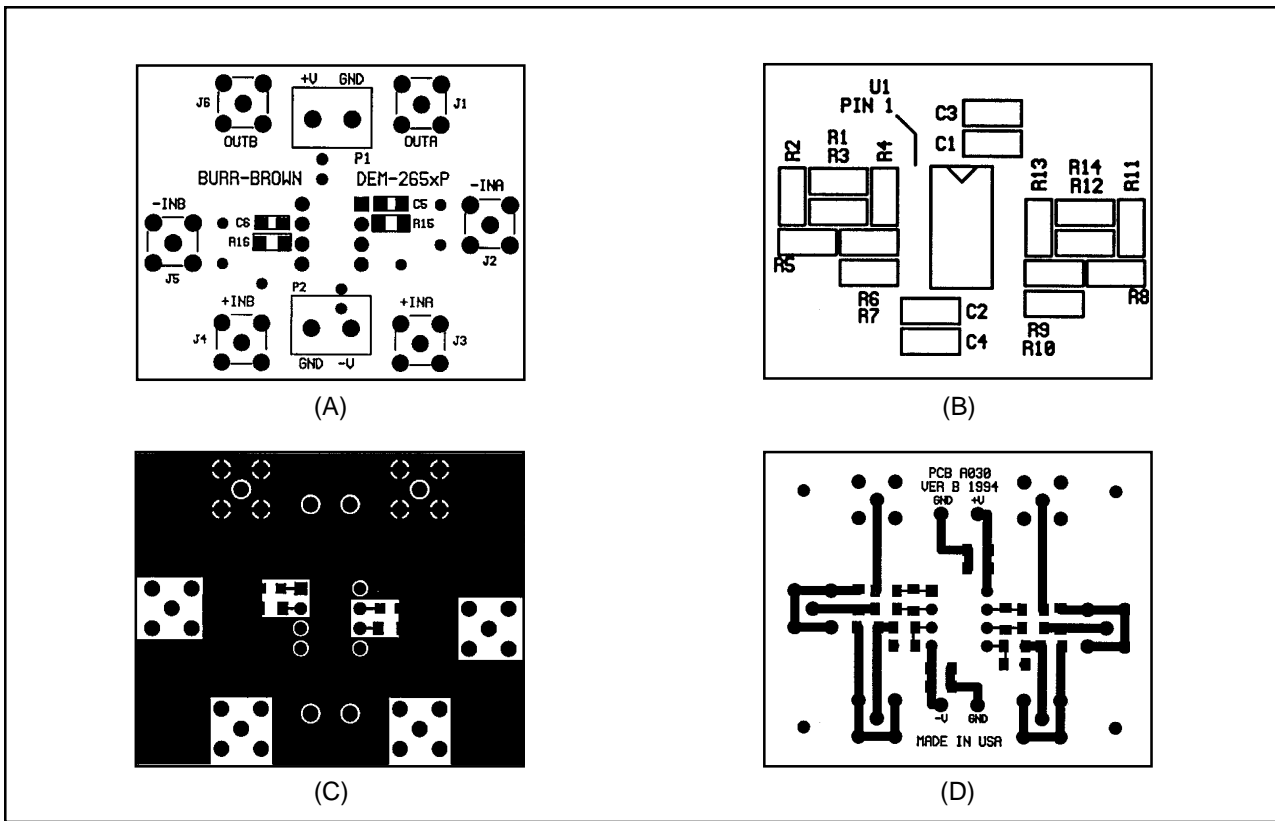 +V GND
J6
J1
OUTB
OUTA
P1
BURR-BROWN DEM-265xP
-INA
-INB
C6
C5
R16
R15
J5
J2
P2
+INB
+INA
J4
J3
GND -V
(A)
U1
PIN 1
C3
C1
R2
R1
R3
R4
R13
R14
R12
R11
R5
R8
R6
R7
C2
C4
R9
R10
(B)
(C)
PCB A030
VER B 1994
GND +V
-V GND
MADE IN USA
(D)